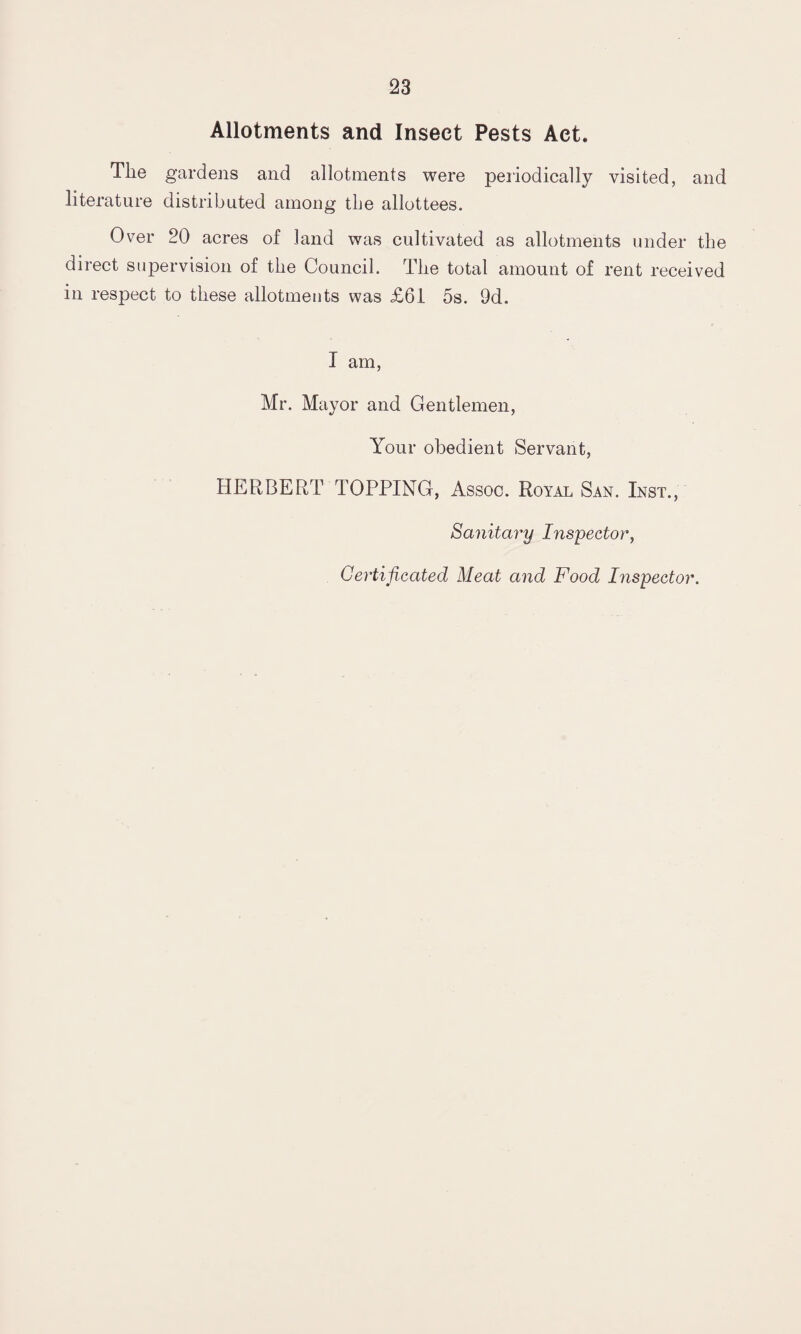 23
Allotments and Insect Pests Act.
The gardens and allotments were periodically visited, and
literature distributed among the allottees.
Over 20 acres of land was cultivated as allotments under the
direct supervision of the Council. The total amount of rent received
in respect to these allotments was £61 5s. 9d.
I am,
Mr. Mayor and Gentlemen,
Your obedient Servant,
HERBERT TOPPING, Assoc. Royal San. Inst.,
Sanitary Inspector,
Certificated Meat and Food Inspector.